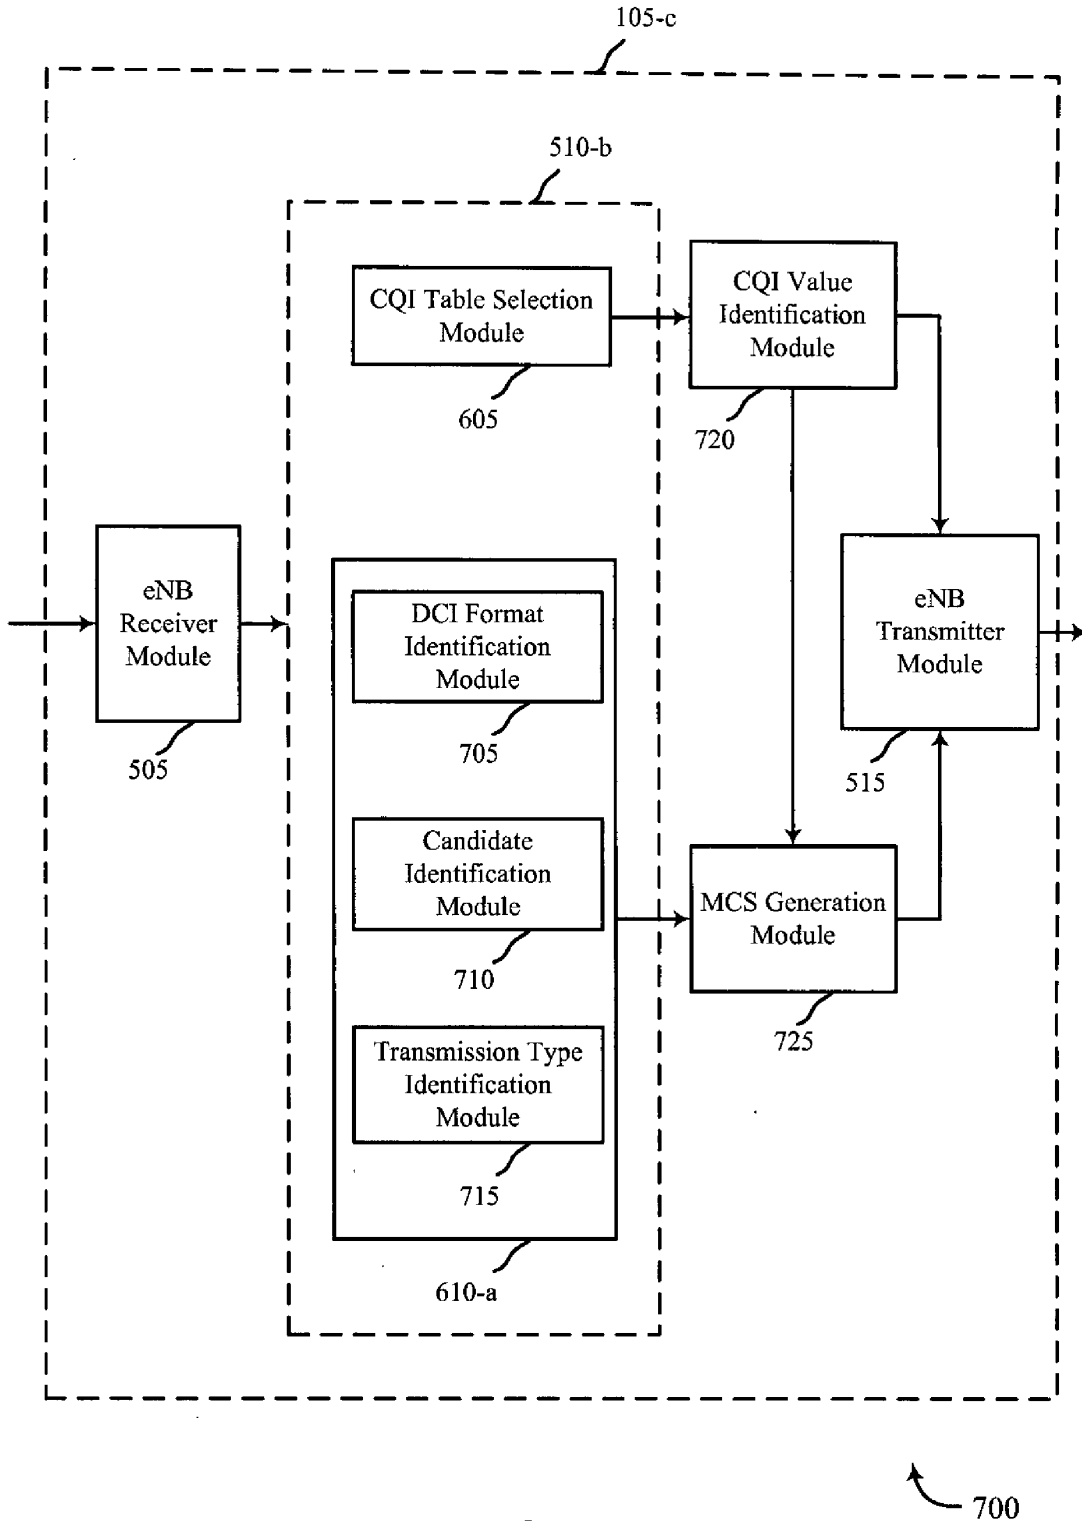 105-c
510-b
CQI Table Selection
Module
605
CQI Value
Identification
Module
720
eNB
Receiver
Module
505
DCI Format
Identification
Module
705
eNB
Transmitter
Module
515
Candidate
Identification
Module
710
MCS Generation
Module
725
Transmission Type
Identification
Module
715
610-a
700